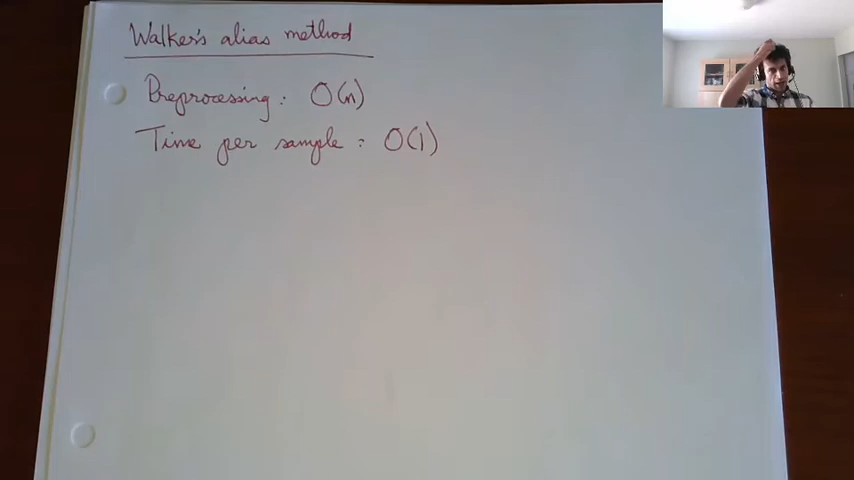 Walker's alias method
Preprocessing: O(n)
Time per sample: O(1)